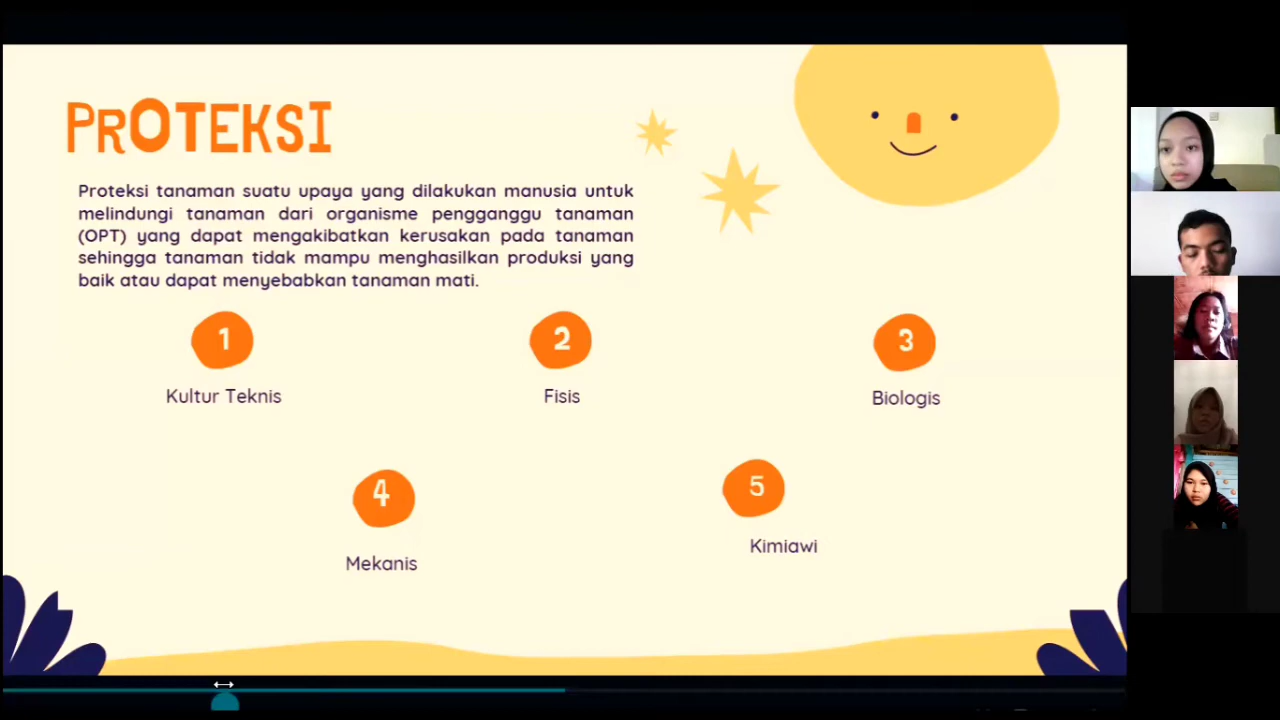 PROTEKSI
Proteksi tanaman suatu upaya yang dilakukan manusia untuk
melindungi tanaman dari organisme pengganggu tanaman
(OPT) yang dapat mengakibatkan kerusakan pada tanaman
sehingga tanaman tidak mampu menghasilkan produksi yang
baik atau dapat menyebabkan tanaman mati.
1
Kultur Teknis
2
Fisis
3
Biologis
4
Mekanis
5
Kimiawi